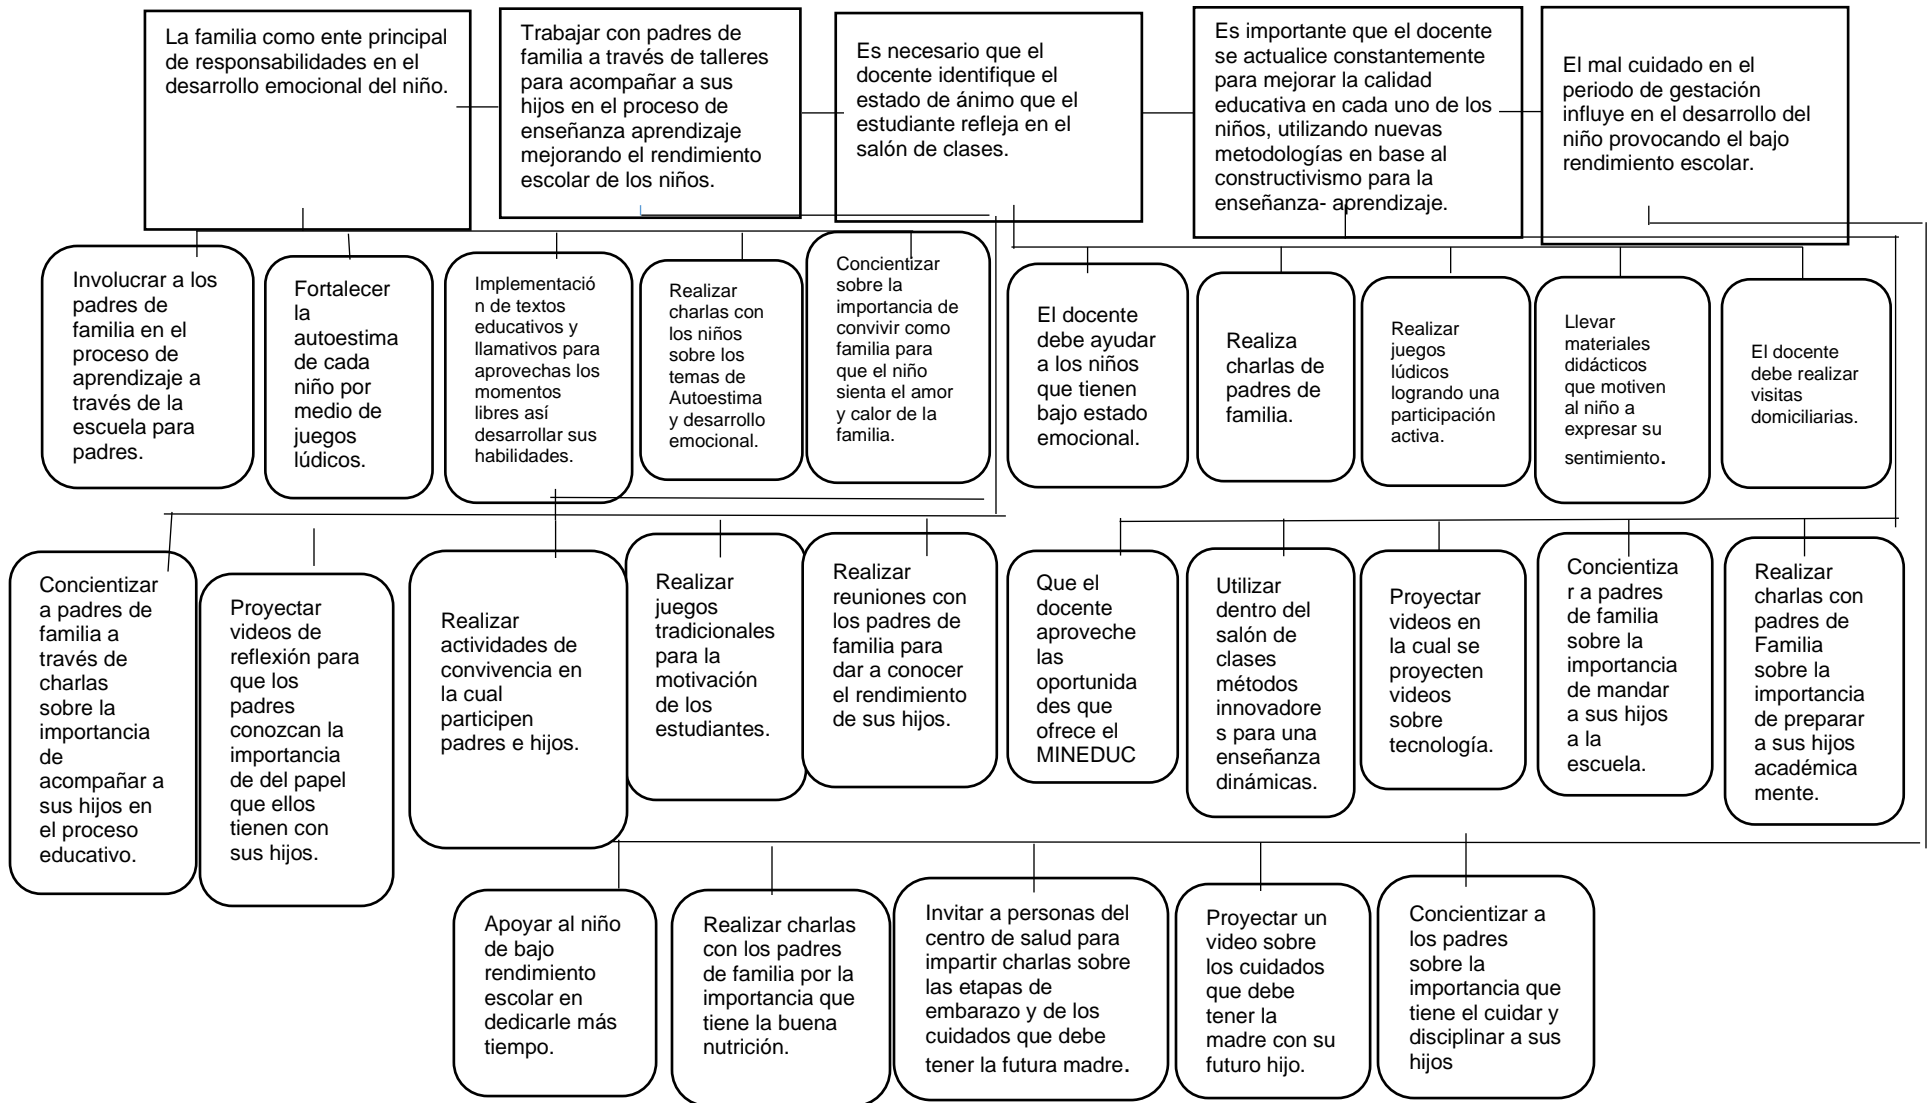 La familia como ente principal
de responsabilidades en el
desarrollo emocional del niño.
Trabajar con padres de
familia a través de talleres
para acompañar a sus
hijos en el proceso de
enseñanza aprendizaje
mejorando el rendimiento
escolar de los niños.
Es necesario que el
docente identifique el
estado de ánimo que el
estudiante refleja en el
salón de clases.
Es importante que el docente
se actualice constantemente
para mejorar la calidad
educativa en cada uno de los
niños, utilizando nuevas
metodologías en base al
constructivismo para la
enseñanza- aprendizaje.
El mal cuidado en el
periodo de gestación
influye en el desarrollo del
niño provocando el bajo
rendimiento escolar.
Involucrar a los
padres de
familia en el
proceso de
aprendizaje a
través de la
escuela para
padres.
Fortalecer
la
autoestima
de cada
niño por
medio de
juegos
lúdicos.
Implementació
n de textos
educativos y
llamativos para
aprovechas los
momentos
libres así
desarrollar sus
habilidades.
Realizar
charlas con
los niños
sobre los
temas de
Autoestima
y desarrollo
emocional.
Concientizar
sobre la
importancia de
convivir como
familia para
que el niño
sienta el amor
y calor de la
familia.
El docente
debe ayudar
a los niños
que tienen
bajo estado
emocional.
Realiza
charlas de
padres de
familia.
Realizar
juegos
lúdicos
logrando una
participación
activa.
Llevar
materiales
didácticos
que motiven
al niño a
expresar su
sentimiento.
El docente
debe realizar
visitas
domiciliarias.
Concientizar
a padres de
familia a
través de
charlas
sobre la
importancia
de
acompañar a
sus hijos en
el proceso
educativo.
Proyectar
videos de
reflexión para
que los
padres
conozcan la
importancia
de del papel
que ellos
tienen con
sus hijos.
Realizar
actividades de
convivencia en
la cual
participen
padres e hijos.
Realizar
juegos
tradicionales
para la
motivación
de los
estudiantes.
Realizar
reuniones con
los padres de
familia para
dar a conocer
el rendimiento
de sus hijos.
Que el
docente
aproveche
las
oportunida
des que
ofrece el
MINEDUC
Utilizar
dentro del
salón de
clases
métodos
innovadore
s para una
enseñanza
dinámicas.
Proyectar
videos en
la cual se
proyecten
videos
sobre
tecnología.
Concientiza
r a padres
de familia
sobre la
importancia
de mandar
a sus hijos
a la
escuela.
Realizar
charlas con
padres de
Familia
sobre la
importancia
de preparar
a sus hijos
académica
mente.
Apoyar al niño
de bajo
rendimiento
escolar en
dedicarle más
tiempo.
Realizar charlas
con los padres
de familia por la
importancia que
tiene la buena
nutrición.
Invitar a personas del
centro de salud para
impartir charlas sobre
las etapas de
embarazo y de los
cuidados que debe
tener la futura madre.
Proyectar un
video sobre
los cuidados
que debe
tener la
madre con su
futuro hijo.
Concientizar a
los padres
sobre la
importancia que
tiene el cuidar y
disciplinar a sus
hijos